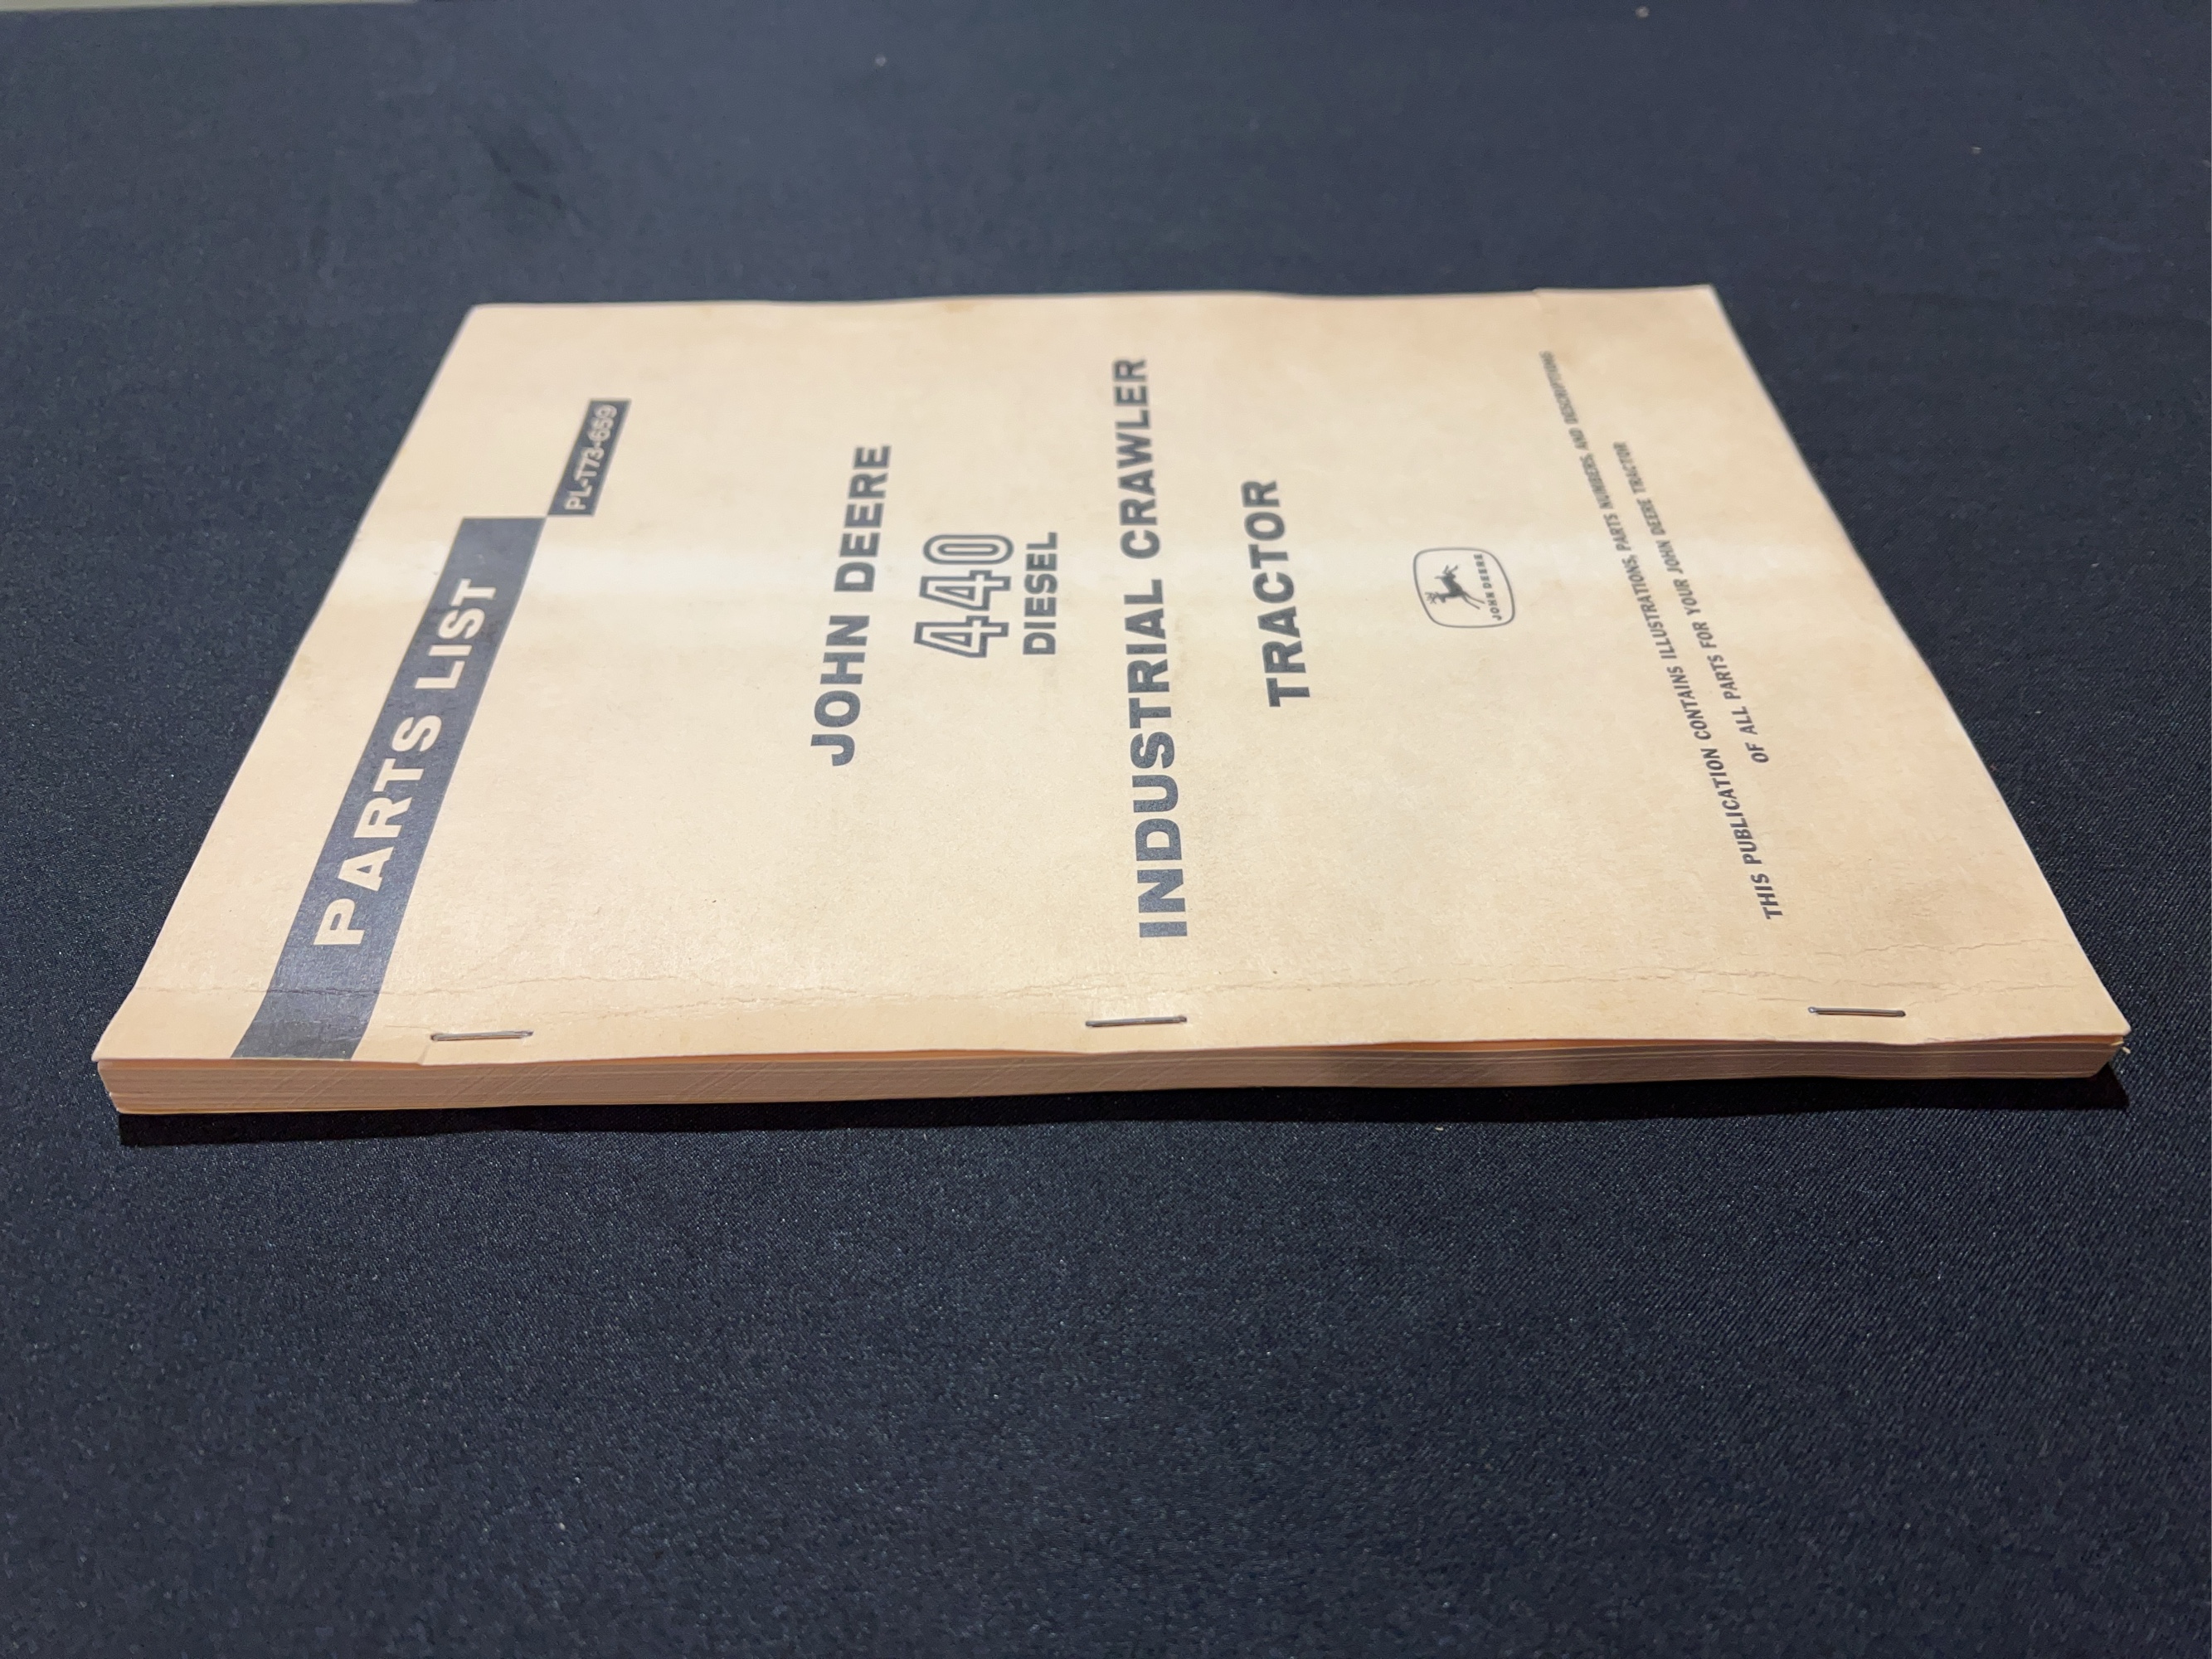 PARTS LIST
PL-T73-659
JOHN DEERE
440
DIESEL
INDUSTRIAL CRAWLER
TRACTOR
JOHN DEERE
THIS PUBLICATION CONTAINS ILLUSTRATIONS, PARTS NUMBERS, AND DESCRIPTIONS
OF ALL PARTS FOR YOUR JOHN DEERE TRACTOR